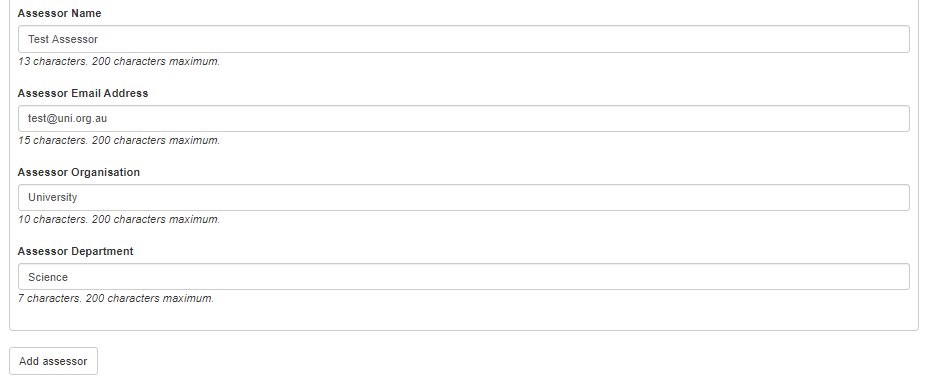 Assessor Name
Test Assessor
13 characters. 200 characters maximum.
Assessor Email Address
test@uni.org.au
15 characters. 200 characters maximum.
Assessor Organisation
University
10 characters. 200 characters maximum.
Assessor Department
Science
7 characters. 200 characters maximum.
Add assessor